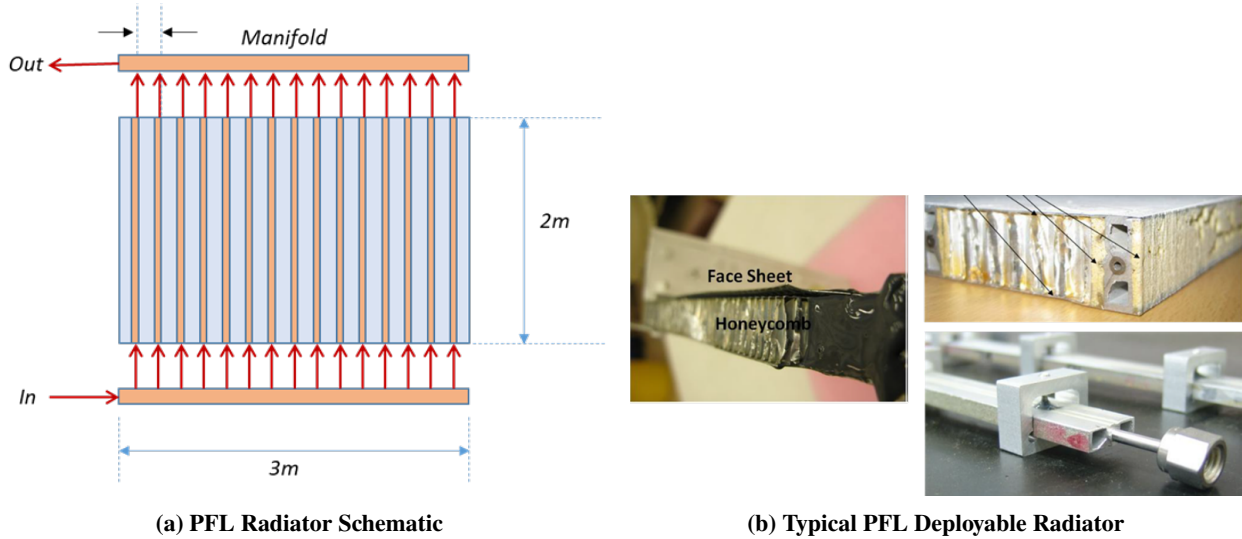 Manifold
Out
2m
In
3m
Face Sheet
Honeycomb
(a) PFL Radiator Schematic
(b) Typical PFL Deployable Radiator